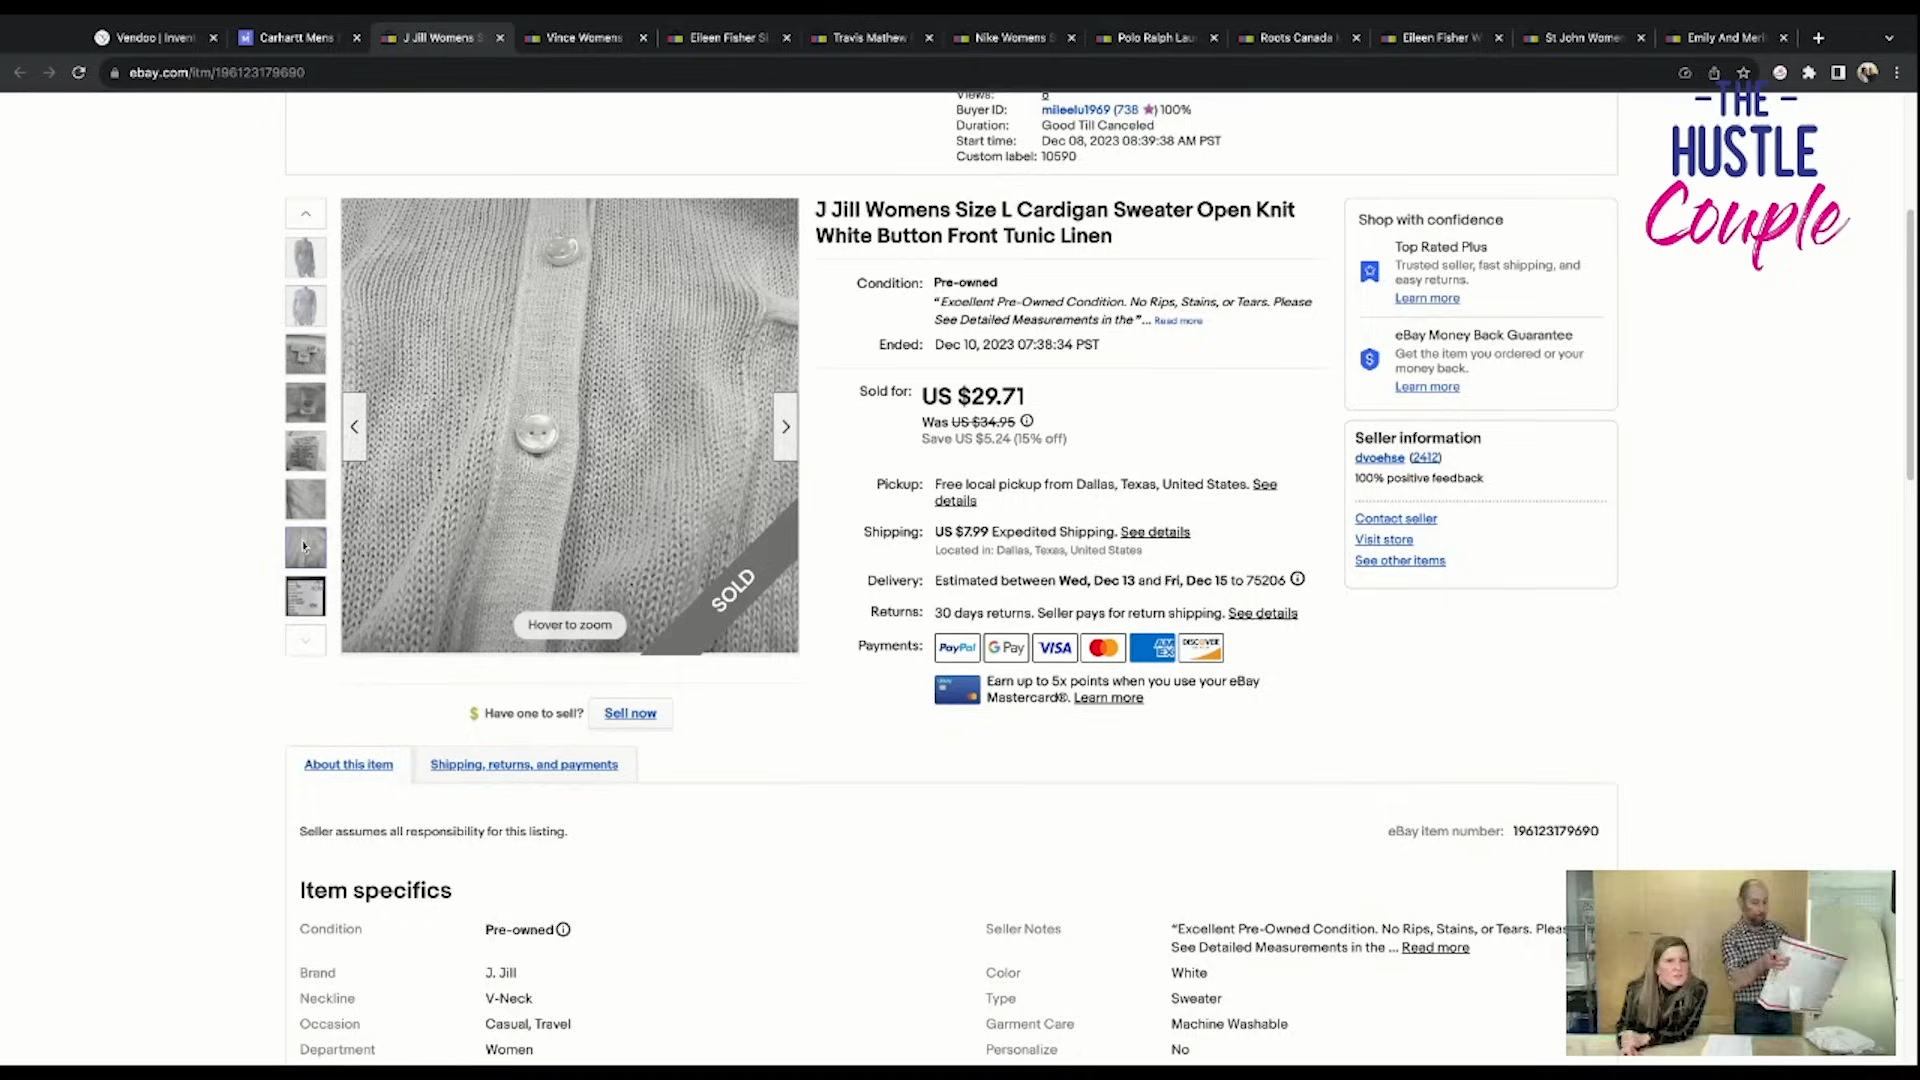 Vendoo | Invent
Carhartt Mens
J Jill Womens S
Vince Womens
Eileen Fisher Si
Travis Mathew
Nike Womens S
Polo Ralph Lau
Roots Canada
Eileen Fisher W
St John Wome
Emily And Meri
ebay.com/itm/196123179690
-THE-
HUSTLE
Couple
Views:
Buyer ID: mileelu1969 (738 ★) 100%
Duration: Good Till Canceled
Start time: Dec 08, 2023 08:39:38 AM PST
Custom label: 10590
J Jill Womens Size L Cardigan Sweater Open Knit
White Button Front Tunic Linen
Condition: Pre-owned
“Excellent Pre-Owned Condition. No Rips, Stains, or Tears. Please
See Detailed Measurements in the”... Read more
Ended: Dec 10, 2023 07:38:34 PST
Sold for: US $29.71
Was US $34.95
Save US $5.24 (15% off)
Pickup: Free local pickup from Dallas, Texas, United States. See
details
Shipping: US $7.99 Expedited Shipping. See details
Located in: Dallas, Texas, United States
Delivery: Estimated between Wed, Dec 13 and Fri, Dec 15 to 75206
Returns: 30 days returns. Seller pays for return shipping. See details
Payments: PayPal G Pay VISA AM EX DISCOVER
Earn up to 5x points when you use your eBay
Mastercard®. Learn more
SOLD
Hover to zoom
$ Have one to sell? Sell now
Shop with confidence
Top Rated Plus
Trusted seller, fast shipping, and
easy returns.
Learn more
eBay Money Back Guarantee
Get the item you ordered or your
money back.
Learn more
Seller information
dvoehse (2412)
100% positive feedback
Contact seller
Visit store
See other items
About this item
Shipping, returns, and payments
Seller assumes all responsibility for this listing.
eBay item number: 196123179690
Item specifics
Condition Pre-owned
Seller Notes “Excellent Pre-Owned Condition. No Rips, Stains, or Tears. Pleas
See Detailed Measurements in the ... Read more
Brand J. Jill
Color White
Neckline V-Neck
Type Sweater
Occasion Casual, Travel
Garment Care Machine Washable
Department Women
Personalize No